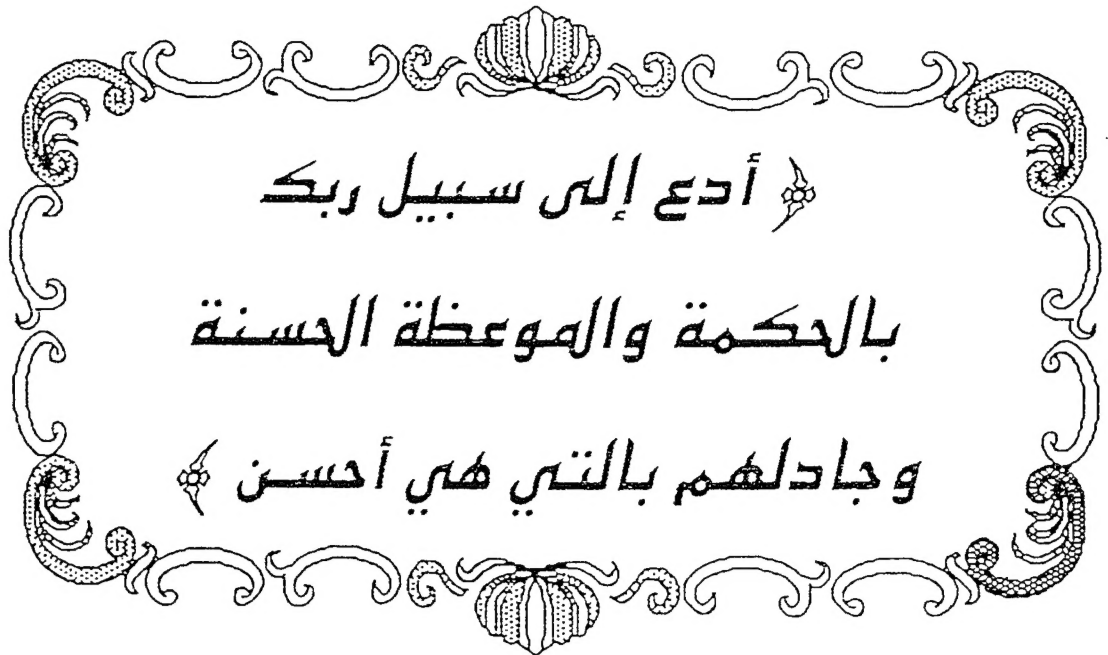 ﴿ أدع إلى سبيل ربك
بالحكمة والموعظة الحسنة
وجادلهم بالتي هي أحسن ﴾